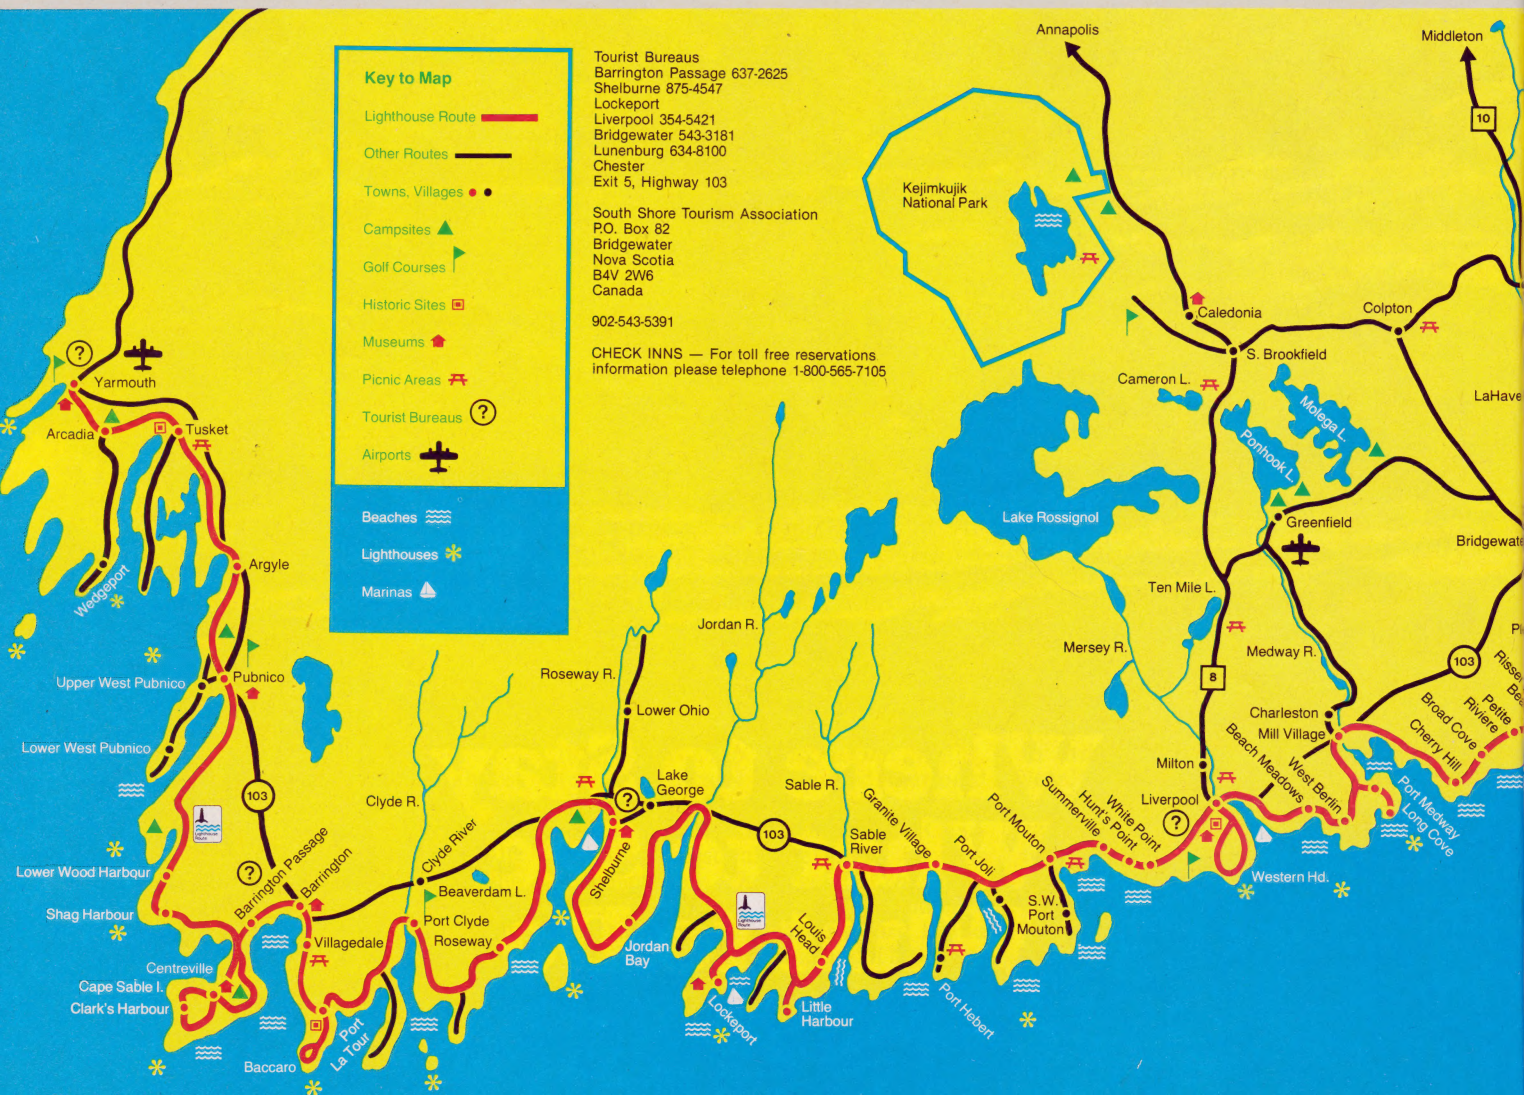 Annapolis
Middleton
10
Key to Map
Lighthouse Route
Other Routes
Towns, Villages
Campsites
Golf Courses
Historic Sites
Museums
Picnic Areas
Tourist Bureaus ?
Airports
Beaches
Lighthouses
Marinas
Tourist Bureaus
Barrington Passage 637-2625
Shelburne 875-4547
Lockeport
Liverpool 354-5421
Bridgewater 543-3181
Lunenburg 634-8100
Chester
Exit 5, Highway 103
South Shore Tourism Association
P.O. Box 82
Bridgewater
Nova Scotia
B4V 2W6
Canada
902-543-5391
CHECK INNS — For toll free reservations
information please telephone 1-800-565-7105
Kejimkujik
National Park
Caledonia
Colpton
S. Brookfield
Cameron L.
LaHave
Molega L.
Ponhook L.
Lake Rossignol
Greenfield
Bridgewate
Ten Mile L.
Mersey R.
Medway R.
8
103
Charleston
Mill Village
Milton
Liverpool
?
Beach Meadows
West Berlin
Broad Cove
Cherry Hill
Petite
Riviere
Port Medway
Long Cove
Western Hd.
White Point
Hunt's Point
Summerville
Port Mouton
S.W.
Port
Mouton
Port Joli
Port Hebert
Granite Village
Sable
River
Sable R.
103
Louis
Head
Little
Harbour
Lockeport
Lighthouse
Route
Jordan R.
Jordan
Bay
Lake
George
?
Roseway R.
Lower Ohio
Shelburne
Roseway
Clyde R.
Clyde River
Beaverdam L.
Port Clyde
Port
La Tour
Baccaro
Villagedale
Barrington
Barrington Passage
?
103
Lighthouse
Route
Centreville
Cape Sable I.
Clark's Harbour
Shag Harbour
Lower Wood Harbour
Lower West Pubnico
Upper West Pubnico
Pubnico
Argyle
Wedgeport
Tusket
Arcadia
Yarmouth
?